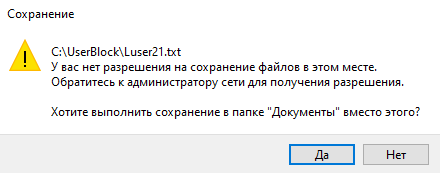 Сохранение
C:\UserBlock\Luser21.txt
У вас нет разрешения на сохранение файлов в этом месте.
Обратитесь к администратору сети для получения разрешения.
Хотите выполнить сохранение в папке "Документы" вместо этого?
Да
Нет